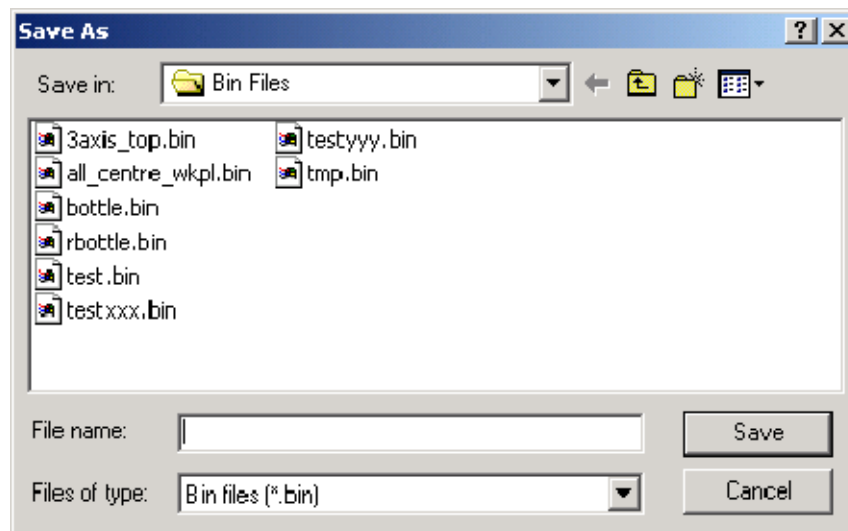 Save As
Save in: Bin Files
3axis_top.bin testyyy.bin
all_centre_wkpl.bin tmp.bin
bottle.bin
rbottle.bin
test.bin
testxxx.bin
File name: Save
Files of type: Bin files (*.bin) Cancel